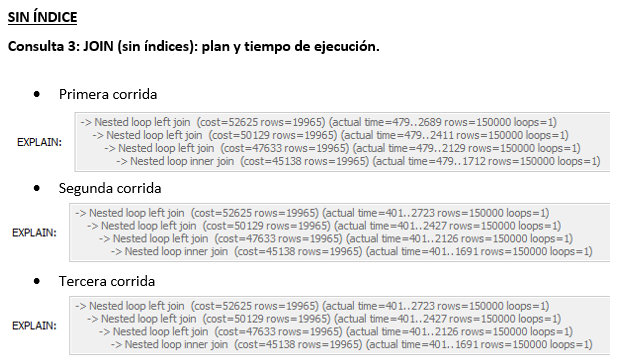 SIN ÍNDICE
Consulta 3: JOIN (sin índices): plan y tiempo de ejecución.
• Primera corrida
EXPLAIN:
-> Nested loop left join (cost=52625 rows=19965) (actual time=479..2689 rows=150000 loops=1)
-> Nested loop left join (cost=50129 rows=19965) (actual time=479..2411 rows=150000 loops=1)
-> Nested loop left join (cost=47633 rows=19965) (actual time=479..2129 rows=150000 loops=1)
-> Nested loop inner join (cost=45138 rows=19965) (actual time=479..1712 rows=150000 loops=1)
• Segunda corrida
EXPLAIN:
-> Nested loop left join (cost=52625 rows=19965) (actual time=401..2723 rows=150000 loops=1)
-> Nested loop left join (cost=50129 rows=19965) (actual time=401..2427 rows=150000 loops=1)
-> Nested loop left join (cost=47633 rows=19965) (actual time=401..2126 rows=150000 loops=1)
-> Nested loop inner join (cost=45138 rows=19965) (actual time=401..1691 rows=150000 loops=1)
• Tercera corrida
EXPLAIN:
-> Nested loop left join (cost=52625 rows=19965) (actual time=401..2723 rows=150000 loops=1)
-> Nested loop left join (cost=50129 rows=19965) (actual time=401..2427 rows=150000 loops=1)
-> Nested loop left join (cost=47633 rows=19965) (actual time=401..2126 rows=150000 loops=1)
-> Nested loop inner join (cost=45138 rows=19965) (actual time=401..1691 rows=150000 loops=1)